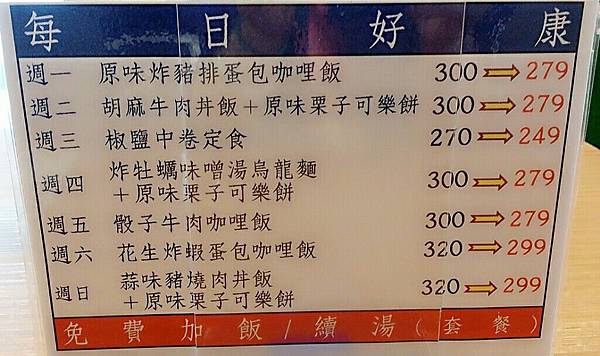 每日好康
週一 原味炸豬排蛋包咖哩飯 300→279
週二 胡麻牛肉丼飯+原味栗子可樂餅 300→279
週三 椒鹽中卷定食 270→249
週四 炸牡蠣味噌湯烏龍麵
+原味栗子可樂餅 300→279
週五 骰子牛肉咖哩飯 300→279
週六 花生炸蝦蛋包咖哩飯 320→299
週日 蒜味豬燒肉丼飯
+原味栗子可樂餅 320→299
免費加飯/續湯(套餐)